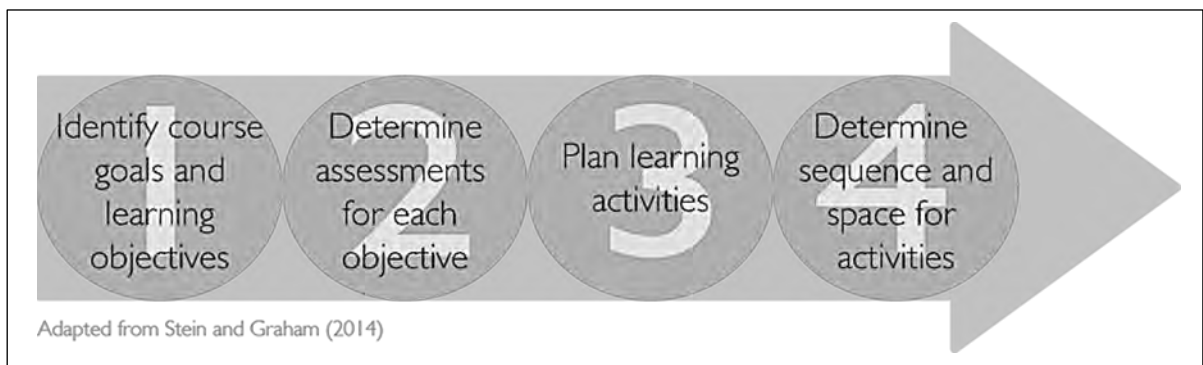 1
Identify course
goals and
learning
objectives
2
Determine
assessments
for each
objective
3
Plan learning
activities
4
Determine
sequence and
space for
activities
Adapted from Stein and Graham (2014)